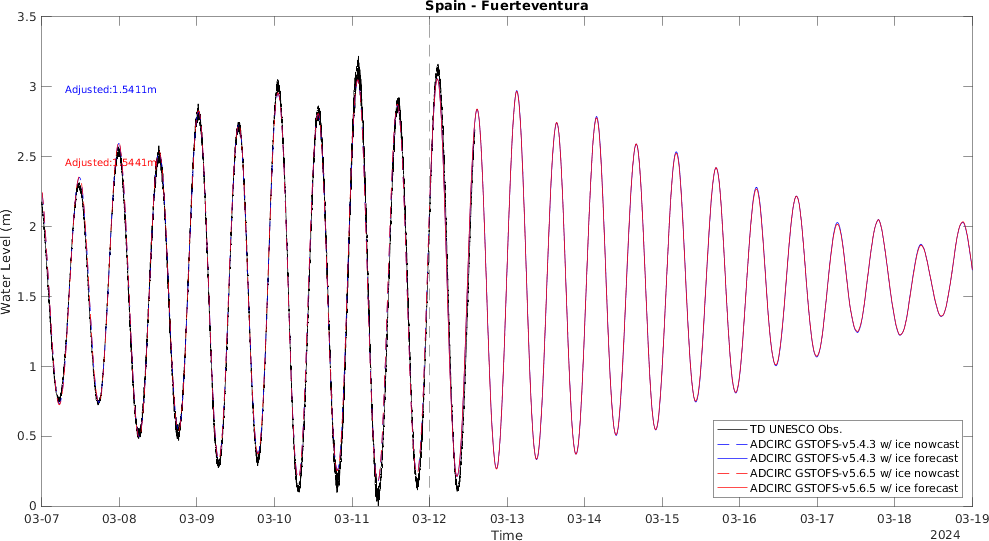 Spain - Fuerteventura
3.5
3
2.5
2
1.5
1
0.5
0
Water Level (m)
Adjusted:1.5411m
Adjusted:1.5441m
TD UNESCO Obs.
ADCIRC GSTOFS-v5.4.3 w/ ice nowcast
ADCIRC GSTOFS-v5.4.3 w/ ice forecast
ADCIRC GSTOFS-v5.6.5 w/ ice nowcast
ADCIRC GSTOFS-v5.6.5 w/ ice forecast
03-07 03-08 03-09 03-10 03-11 03-12 03-13 03-14 03-15 03-16 03-17 03-18 03-19
Time
2024